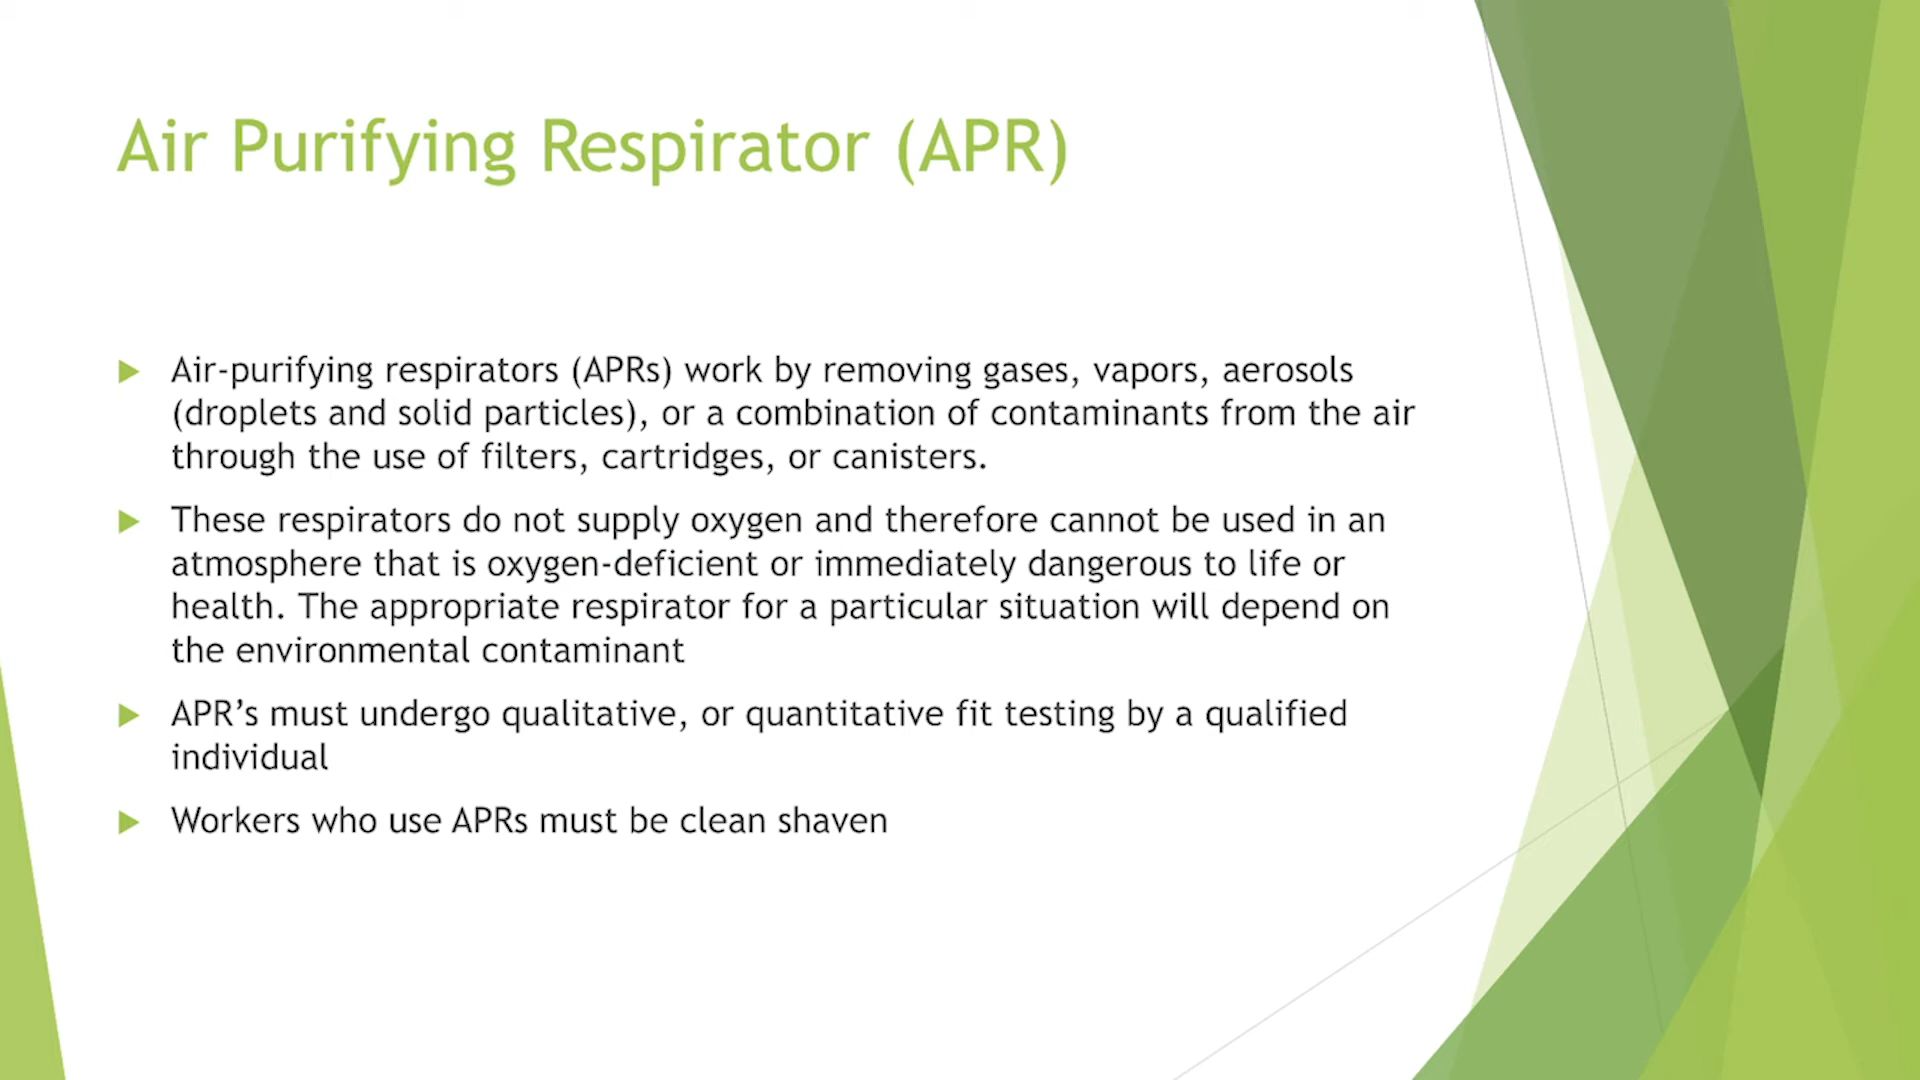 Air Purifying Respirator (APR)
Air-purifying respirators (APRs) work by removing gases, vapors, aerosols
(droplets and solid particles), or a combination of contaminants from the air
through the use of filters, cartridges, or canisters.
These respirators do not supply oxygen and therefore cannot be used in an
atmosphere that is oxygen-deficient or immediately dangerous to life or
health. The appropriate respirator for a particular situation will depend on
the environmental contaminant
APR’s must undergo qualitative, or quantitative fit testing by a qualified
individual
Workers who use APRs must be clean shaven